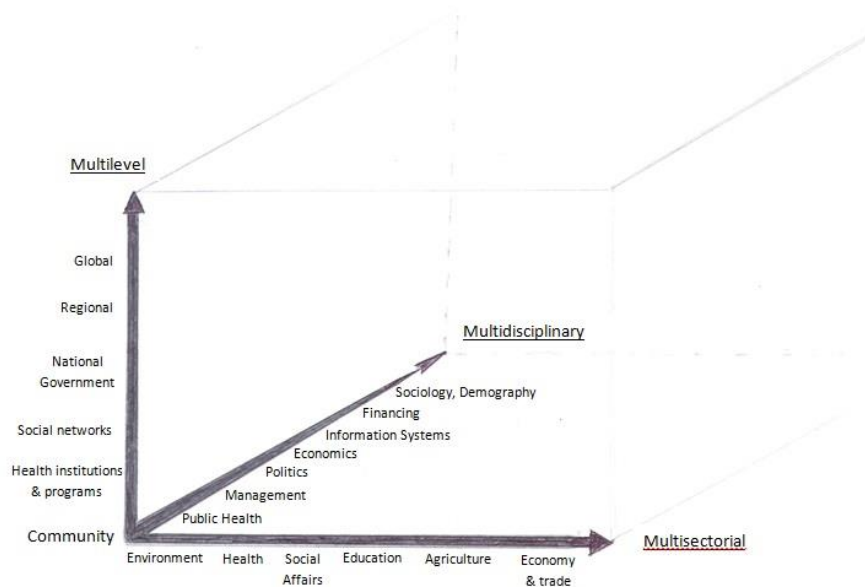 Multilevel
Global
Regional
National
Government
Social networks
Health institutions
& programs
Community
Multidisciplinary
Sociology, Demography
Financing
Information Systems
Economics
Politics
Management
Public Health
Multisectorial
Environment
Health
Social
Affairs
Education
Agriculture
Economy
& trade